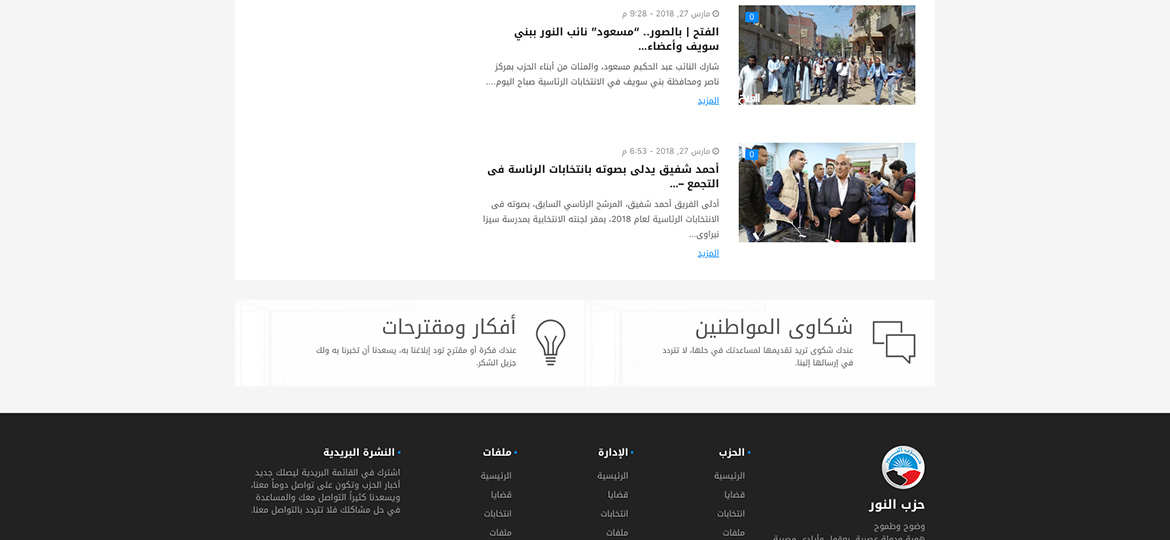 0
مارس 27, 2018 - 9:28 م
الفتح | بالصور.. “مسعود” نائب النور ببني
سويف وأعضاء...
شارك النائب عبد الحكيم مسعود، والمئات من أبناء الحزب بمركز
ناصر ومحافظة بني سويف في الانتخابات الرئاسية صباح اليوم....
المزيد
0
مارس 27, 2018 - 6:53 م
أحمد شفيق يدلى بصوته بانتخابات الرئاسة فى
التجمع –...
أدلى الفريق أحمد شفيق، المرشح الرئاسي السابق، بصوته فى
الانتخابات الرئاسية لعام 2018، بمقر لجنته الانتخابية بمدرسة سيزا
نبراوى...
المزيد
شكاوى المواطنين
عندك شكوى تريد تقديمها لمساعدتك في حلها، لا تتردد
في إرسالها إلينا.
أفكار ومقترحات
عندك فكرة أو مقترح تود إبلاغنا به، يسعدنا أن تخبرنا به ولك
جزيل الشكر.
حزب النور
وضوح وطموح
الحزب
الرئيسية
قضايا
انتخابات
ملفات
الإدارة
الرئيسية
قضايا
انتخابات
ملفات
ملفات
الرئيسية
قضايا
انتخابات
ملفات
النشرة البريدية
اشترك في القائمة البريدية ليصلك جديد
أخبار الحزب وتكون على تواصل دوماً معنا،
ويسعدنا كثيراً التواصل معك والمساعدة
في حل مشاكلك فلا تتردد بالتواصل معنا.